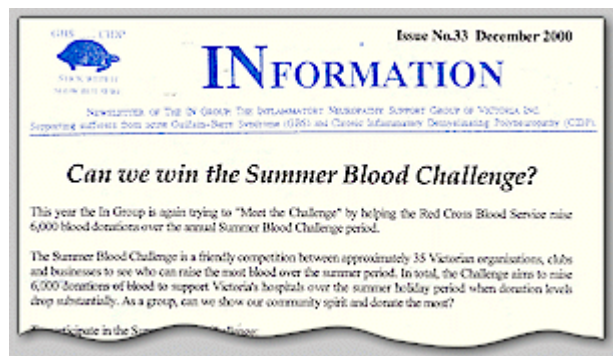 GBS CIDP
Issue No.33 December 2000
INFORMATION
NEWSLETTER OF THE IN GROUP: THE INFLAMMATORY NEUROPATHY SUPPORT GROUP OF VICTORIA INC.
Supporting sufferers from acute Guillain-Barre Syndrome (GBS) and Chronic Inflammatory Demyelinating Polyneuropathy (CIDP).
Can we win the Summer Blood Challenge?
This year the In Group is again trying to "Meet the Challenge" by helping the Red Cross Blood Service raise
6,000 blood donations over the annual Summer Blood Challenge period.
The Summer Blood Challenge is a friendly competition between approximately 35 Victorian organisations, clubs
and businesses to see who can raise the most blood over the summer period. In total, the Challenge aims to raise
6,000 donations of blood to support Victoria's hospitals over the summer holiday period when donation levels
drop substantially. As a group, can we show our community spirit and donate the most?
participate in the